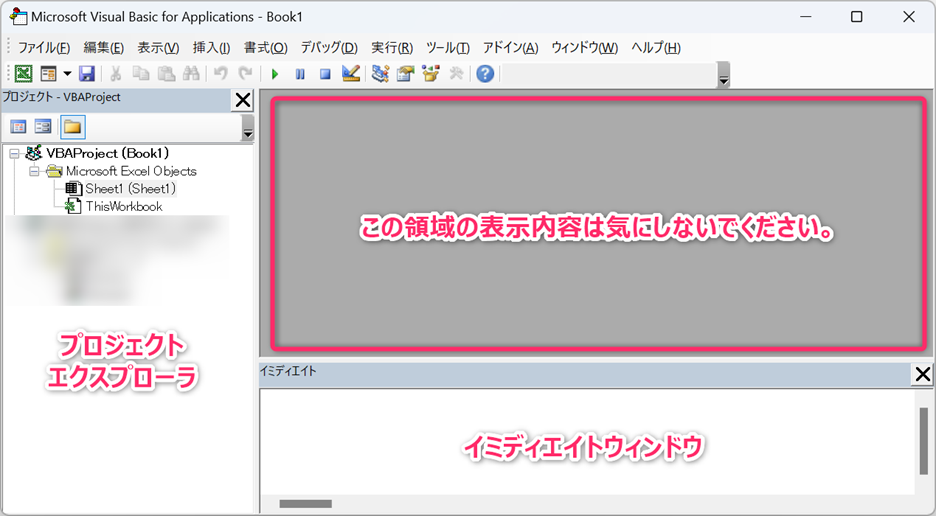 Microsoft Visual Basic for Applications - Book1
ファイル(F) 編集(E) 表示(V) 挿入(I) 書式(O) デバッグ(D) 実行(R) ツール(T) アドイン(A) ウィンドウ(W) ヘルプ(H)
プロジェクト - VBAProject
VBAProject (Book1)
Microsoft Excel Objects
Sheet1 (Sheet1)
ThisWorkbook
プロジェクト
エクスプローラ
この領域の表示内容は気にしないでください。
イミディエイト
イミディエイトウィンドウ